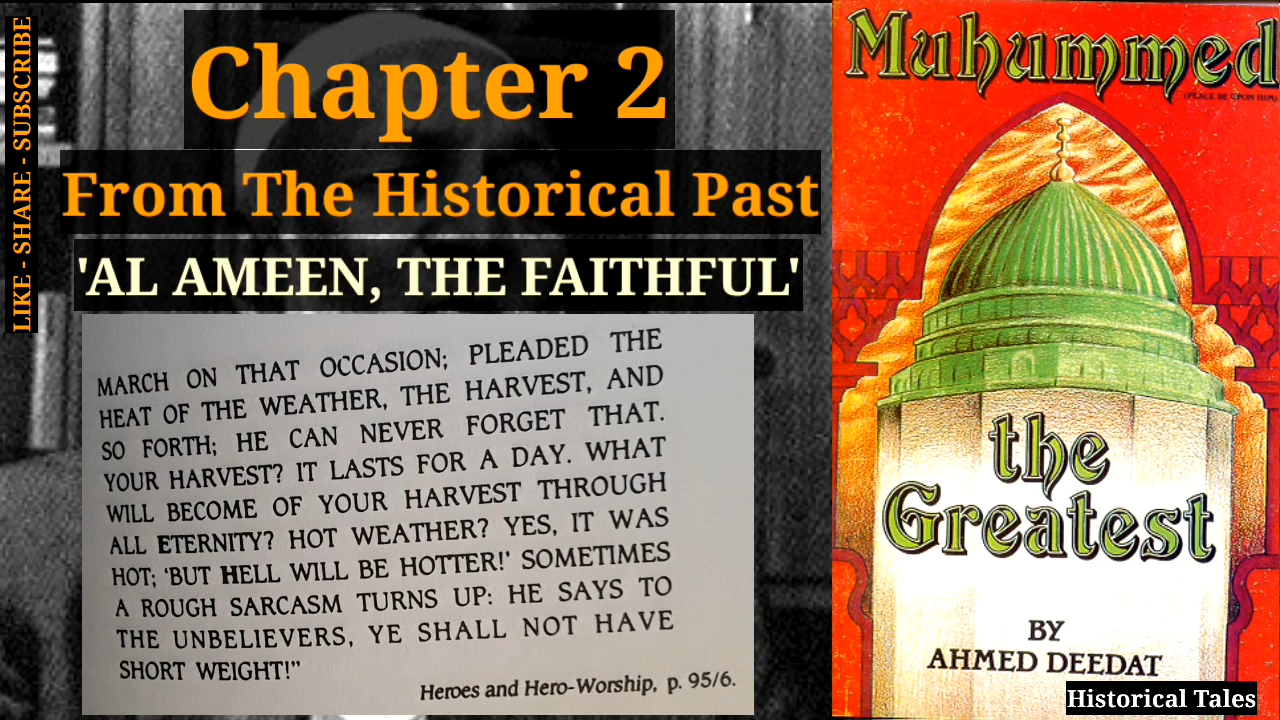 LIKE - SHARE - SUBSCRIBE
Chapter 2
From The Historical Past
'AL AMEEN, THE FAITHFUL'
MARCH ON THAT OCCASION; PLEADED THE
HEAT OF THE WEATHER, THE HARVEST, AND
SO FORTH; HE CAN NEVER FORGET THAT.
YOUR HARVEST? IT LASTS FOR A DAY. WHAT
WILL BECOME OF YOUR HARVEST THROUGH
ALL ETERNITY? HOT WEATHER? YES, IT WAS
HOT; 'BUT HELL WILL BE HOTTER!' SOMETIMES
A ROUGH SARCASM TURNS UP: HE SAYS TO
THE UNBELIEVERS, YE SHALL NOT HAVE
SHORT WEIGHT!"
Heroes and Hero-Worship, p. 95/6.
Muhummed
(PEACE BE UPON HIM)
the
Greatest
BY
AHMED DEEDAT
Historical Tales